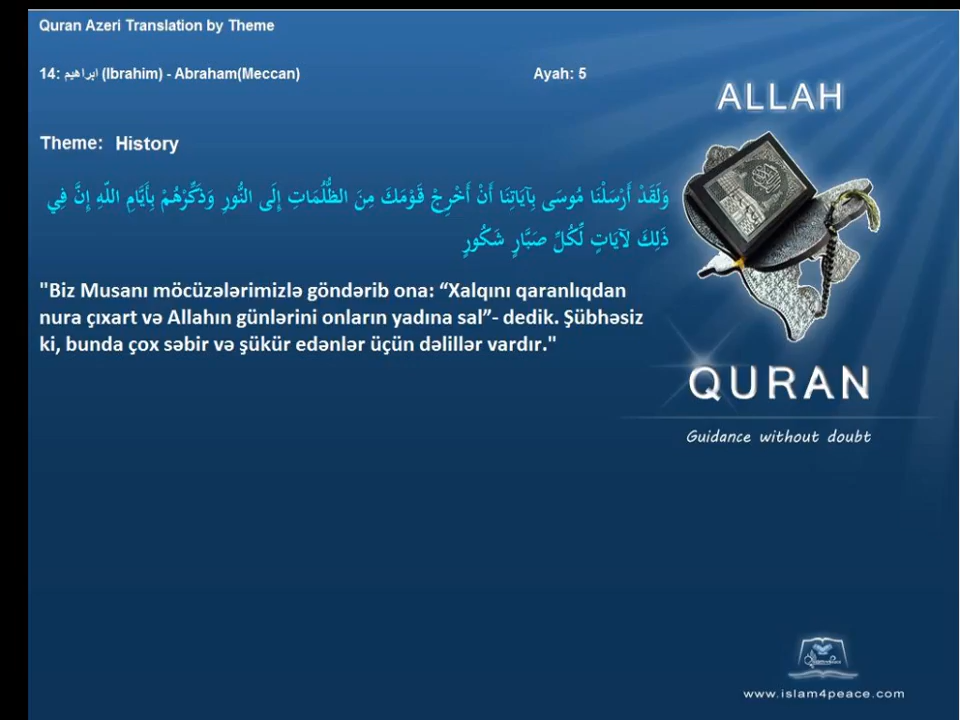 Quran Azeri Translation by Theme
14: ابراهيم (Ibrahim) - Abraham(Meccan) Ayah: 5
ALLAH
Theme: History
وَلَقَدْ أَرْسَلْنَا مُوسَى بِآيَاتِنَا أَنْ أَخْرِجْ قَوْمَكَ مِنَ الظُّلُمَاتِ إِلَى النُّورِ وَذَكِّرْهُمْ بِأَيَّامِ اللّهِ إِنَّ فِي
ذَلِكَ لآيَاتٍ لِّكُلِّ صَبَّارٍ شَكُورٍ
"Biz Musanı möcüzələrimizlə göndərib ona: “Xalqını qaranlıqdan
nura çıxart və Allahın günlərini onların yadına sal”- dedik. Şübhəsiz
ki, bunda çox səbir və şükür edənlər üçün dəlillər vardır."
QURAN
Guidance without doubt
www.islam4peace.com